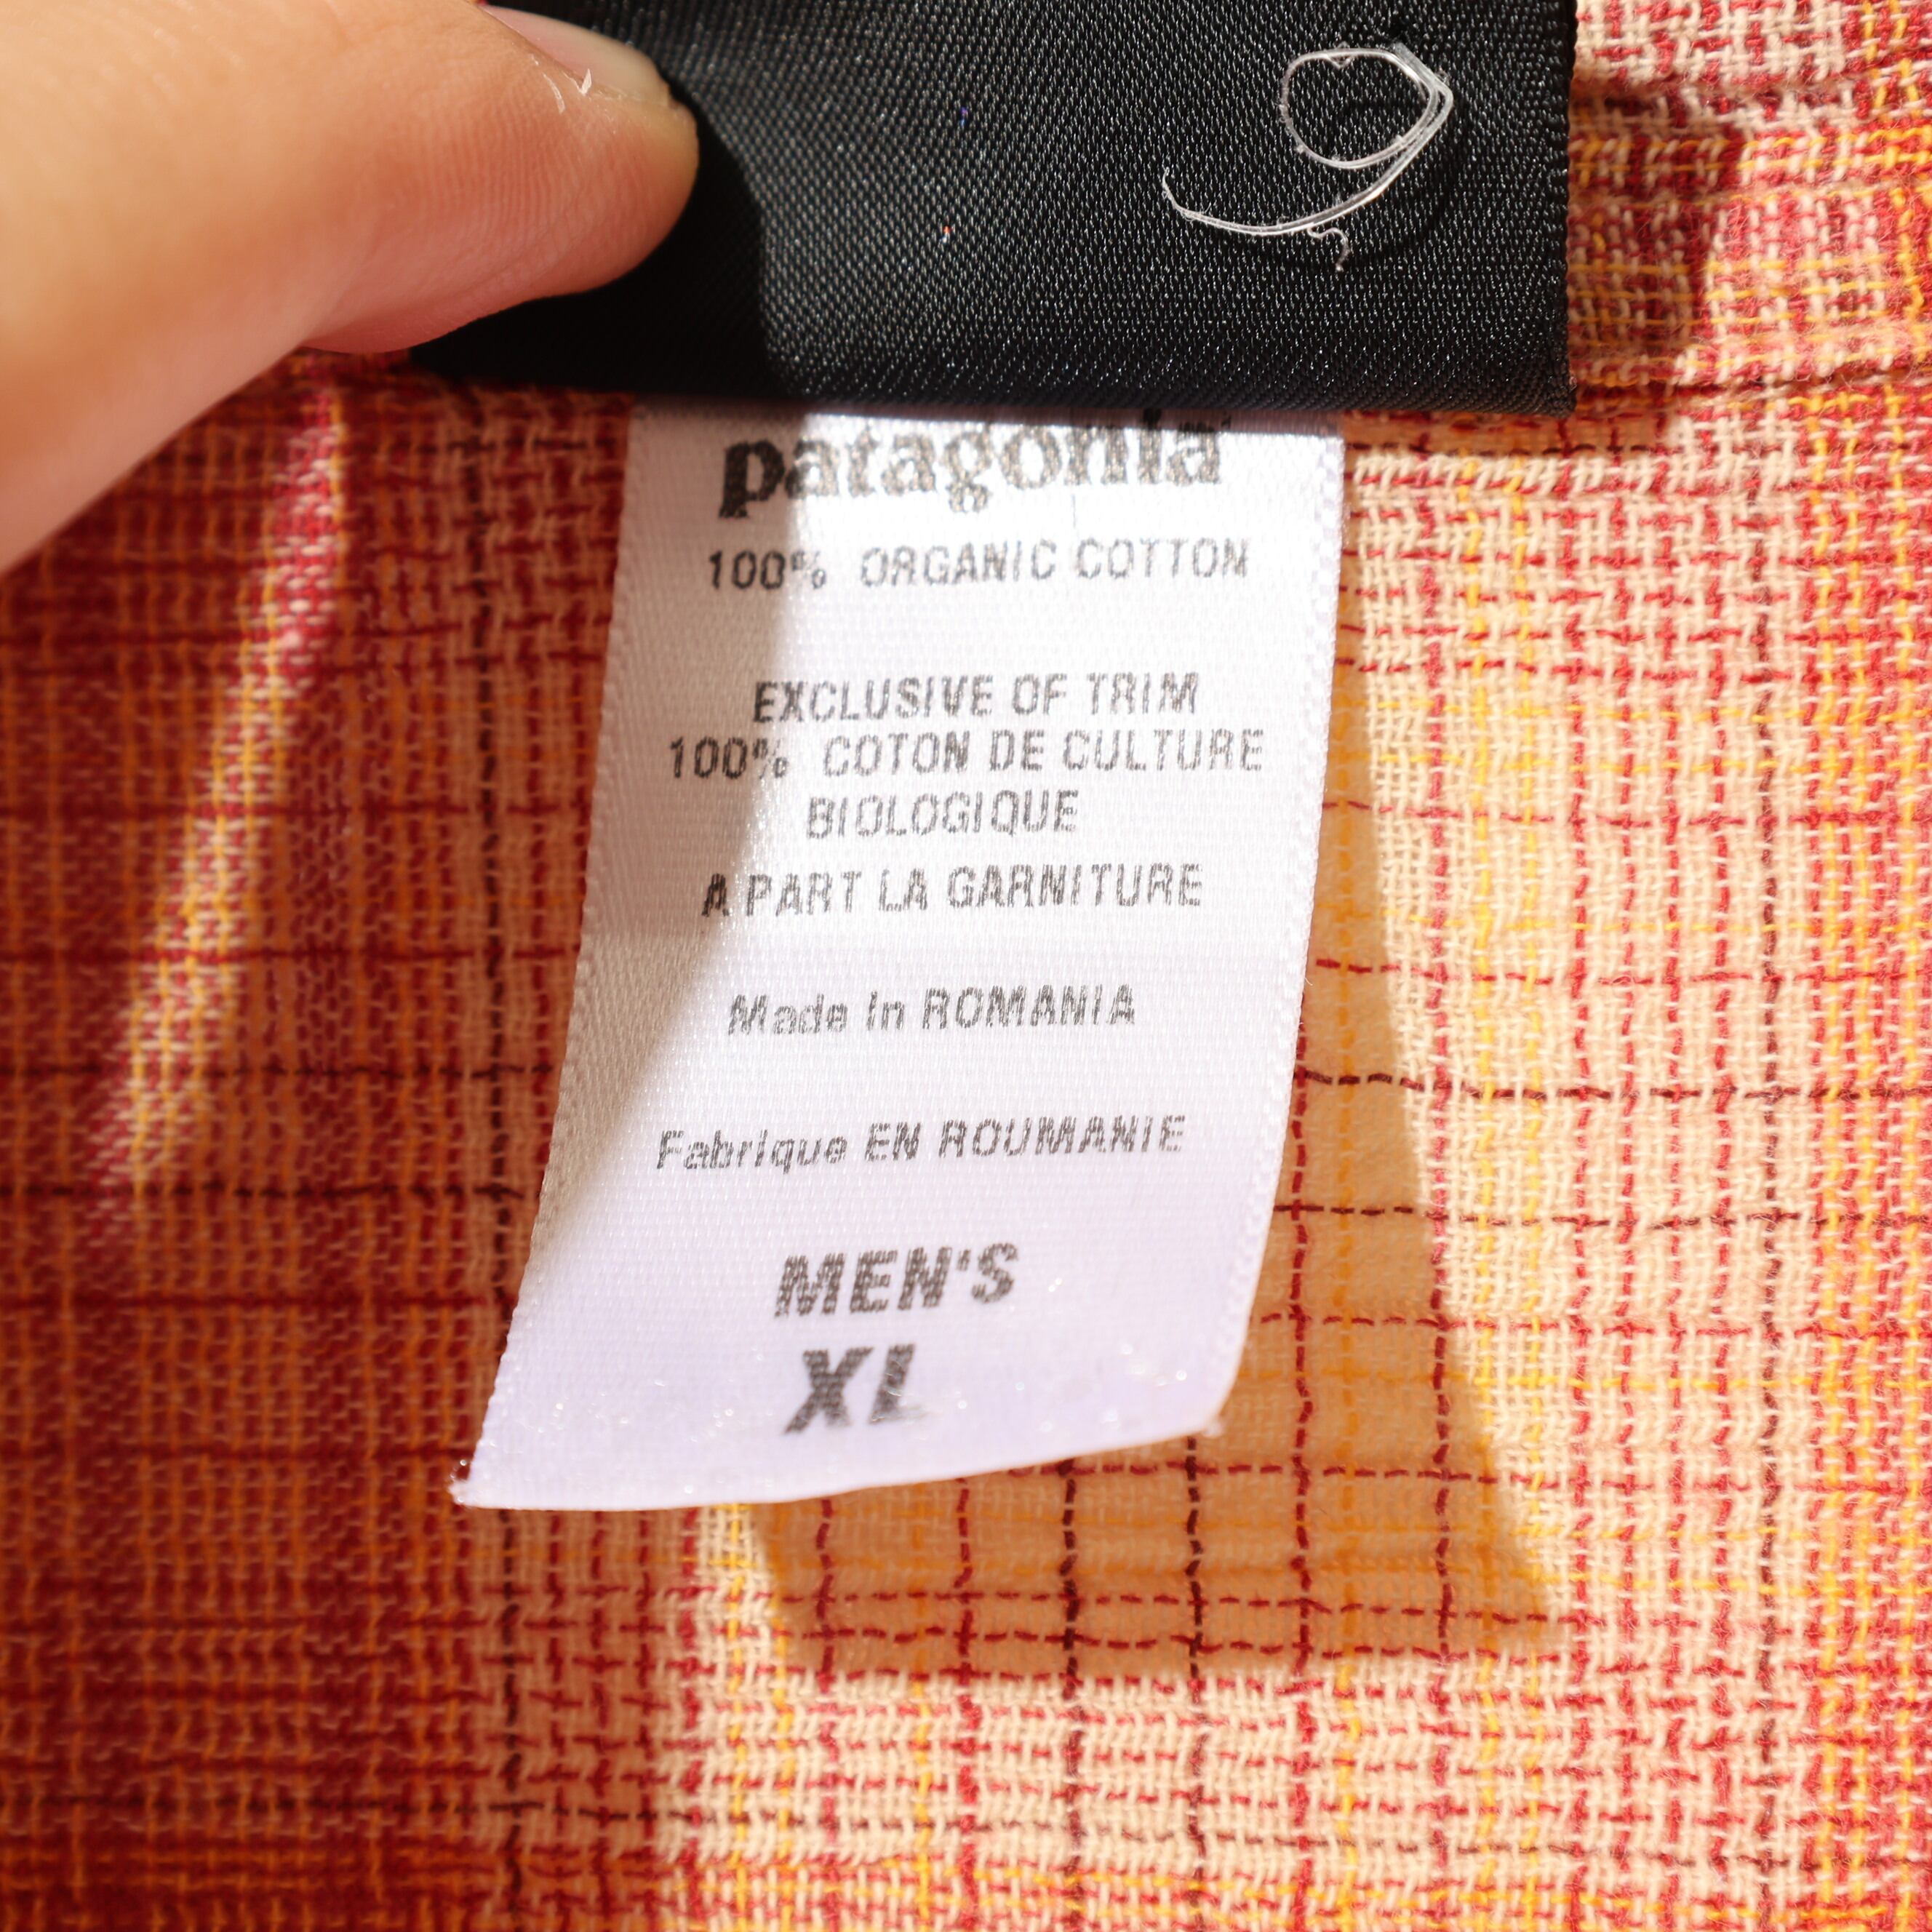 patagonia
100% ORGANIC COTTON
EXCLUSIVE OF TRIM
100% COTON DE CULTURE
BIOLOGIQUE
A PART LA GARNITURE
Made in ROMANIA
Fabrique EN ROUMANIE
MEN'S
XL